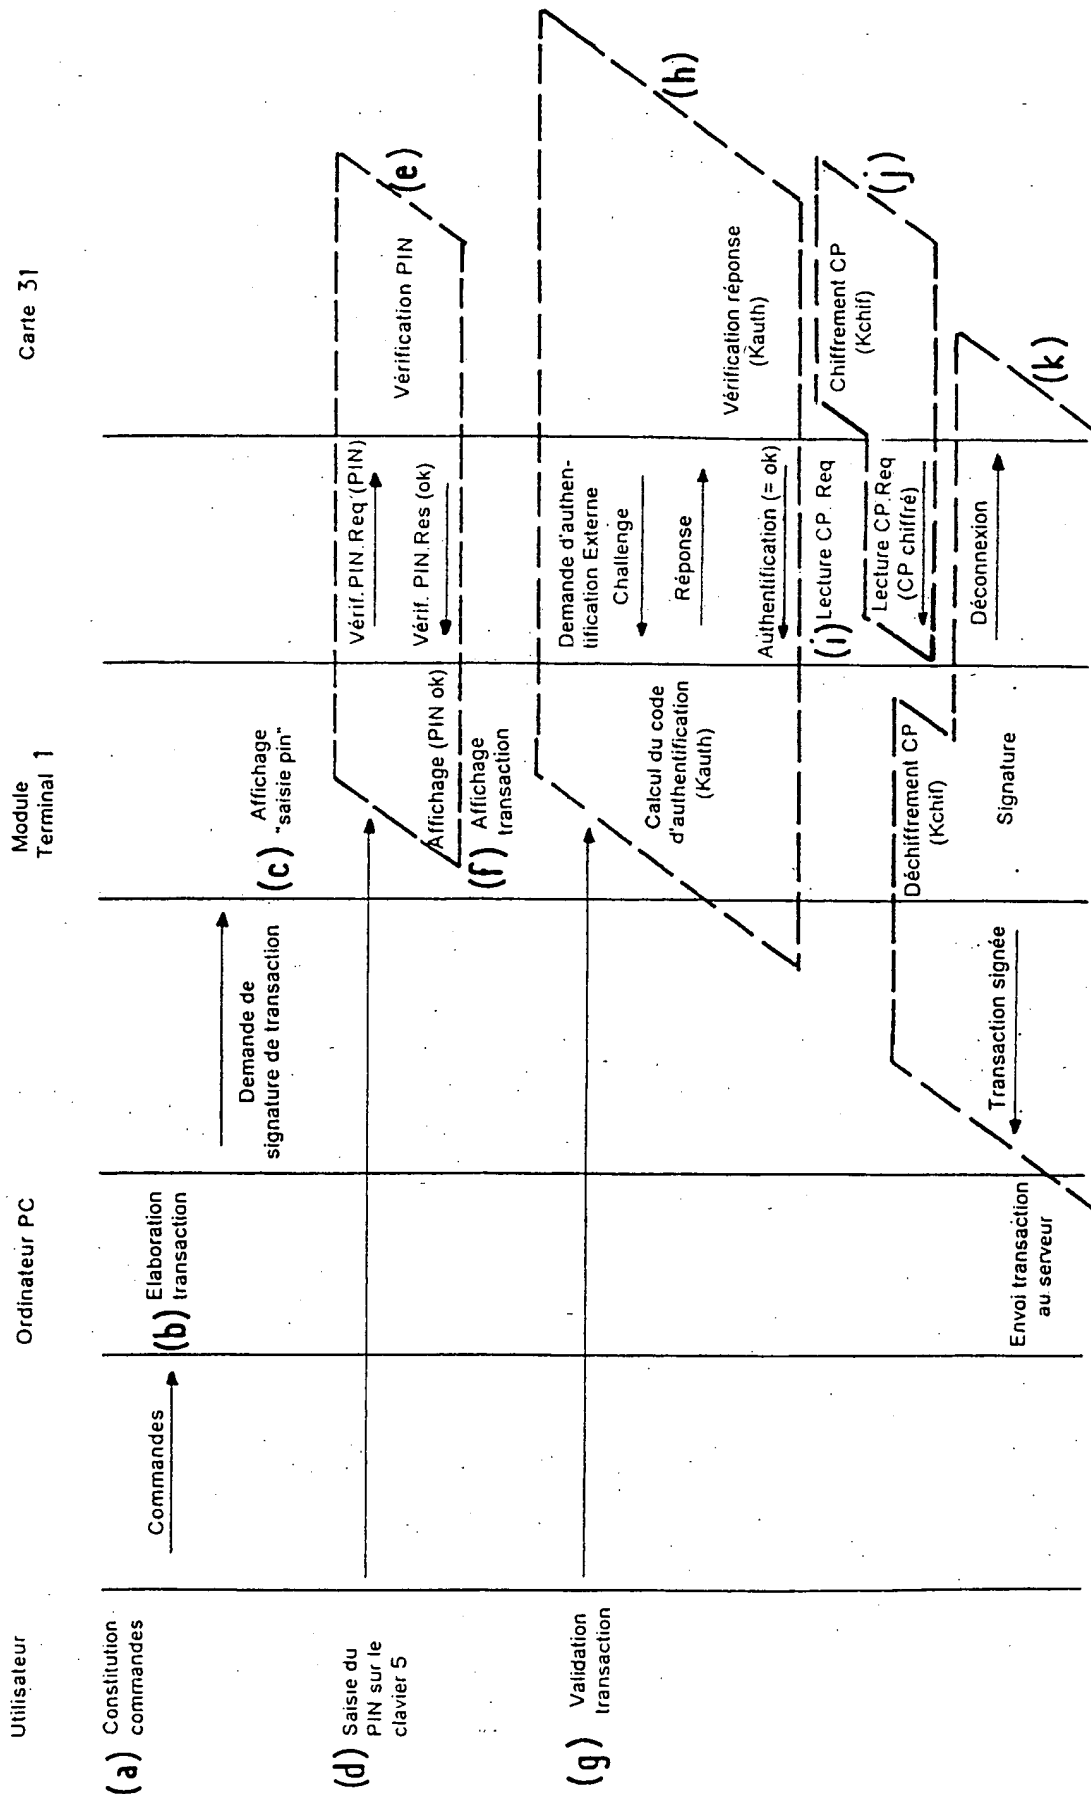 Utilisateur
Ordinateur PC
Module
Terminal 1
Carte 31
(a) Constitution
commandes
Commandes
(b) Elaboration
transaction
Demande de
signature de transaction
(c) Affichage
"saisie pin"
(d) Saisie du
PIN sur le
clavier 5
Vérif. PIN.Req (PIN)
(e)
Vérification PIN
Vérif. PIN.Res (ok)
Affichage (PIN ok)
(f) Affichage
transaction
(g) Validation
transaction
Demande d'authen-
tification Externe
Challenge
(h)
Calcul du code
d'authentification
(Kauth)
Réponse
Vérification réponse
(Kauth)
Authentification (= ok)
(i) Lecture CP. Req
Chiffrement CP
(Kchif)
(j)
Lecture CP.Req
(CP chiffré)
Déchiffrement CP
(Kchif)
Déconnexion
(k)
Signature
Transaction signée
Envoi transaction
au serveur